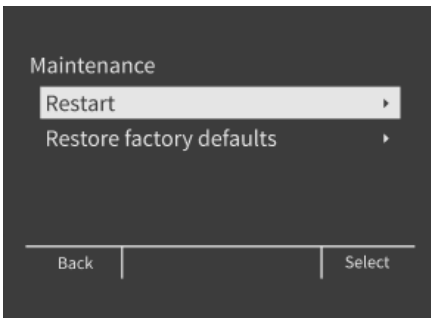 Maintenance
Restart
Restore factory defaults
Back
Select